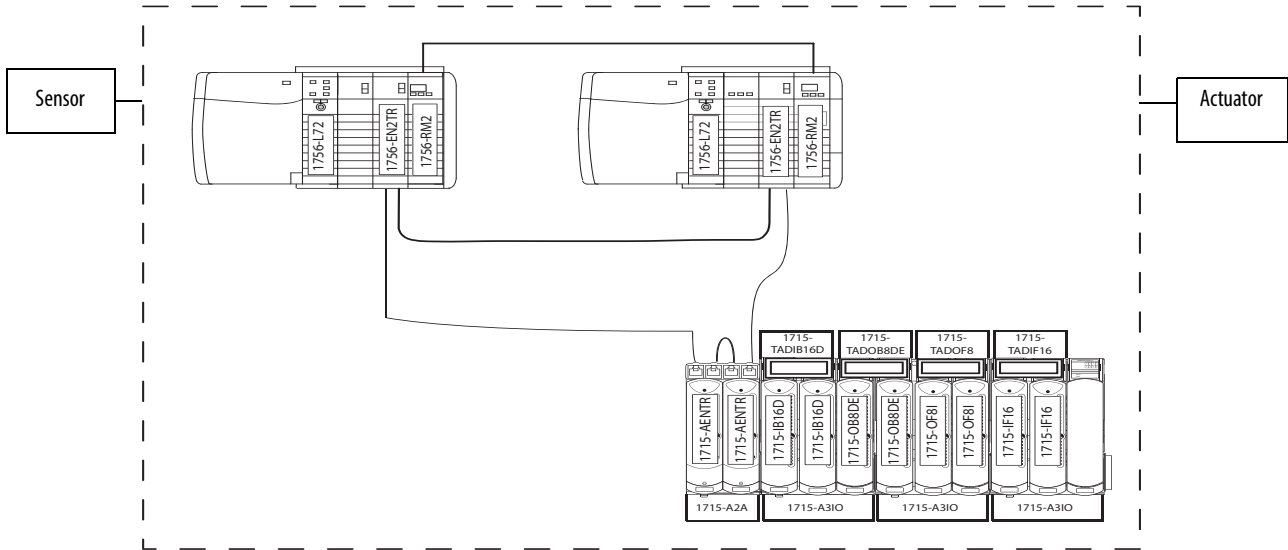 Sensor
Actuator
1756-L72
1756-EN2TR
1756-RM2
1756-L72
1756-EN2TR
1756-RM2
1715-
TADIB16D
1715-
TADOB8DE
1715-
TADOF8
1715-
TADIF16
1715-AENTR
1715-AENTR
1715-IB16D
1715-IB16D
1715-OB8DE
1715-OB8DE
1715-OF8I
1715-OF8I
1715-IF16
1715-IF16
1715-A2A
1715-A3IO
1715-A3IO
1715-A3IO